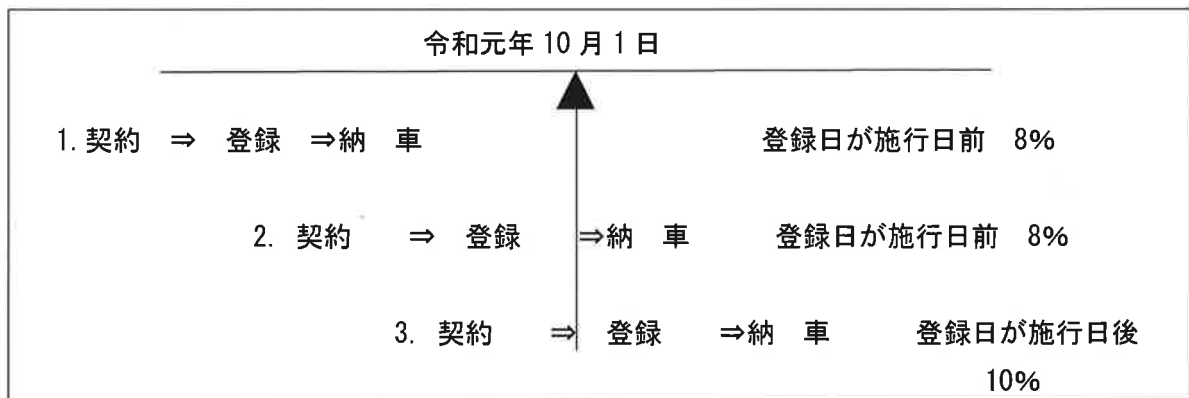 令和元年 10 月 1 日
1. 契約 ⇒ 登録 ⇒納 車 登録日が施行日前 8%
2. 契約 ⇒ 登録 ⇒納 車 登録日が施行日前 8%
3. 契約 ⇒ 登録 ⇒納 車 登録日が施行日後
10%